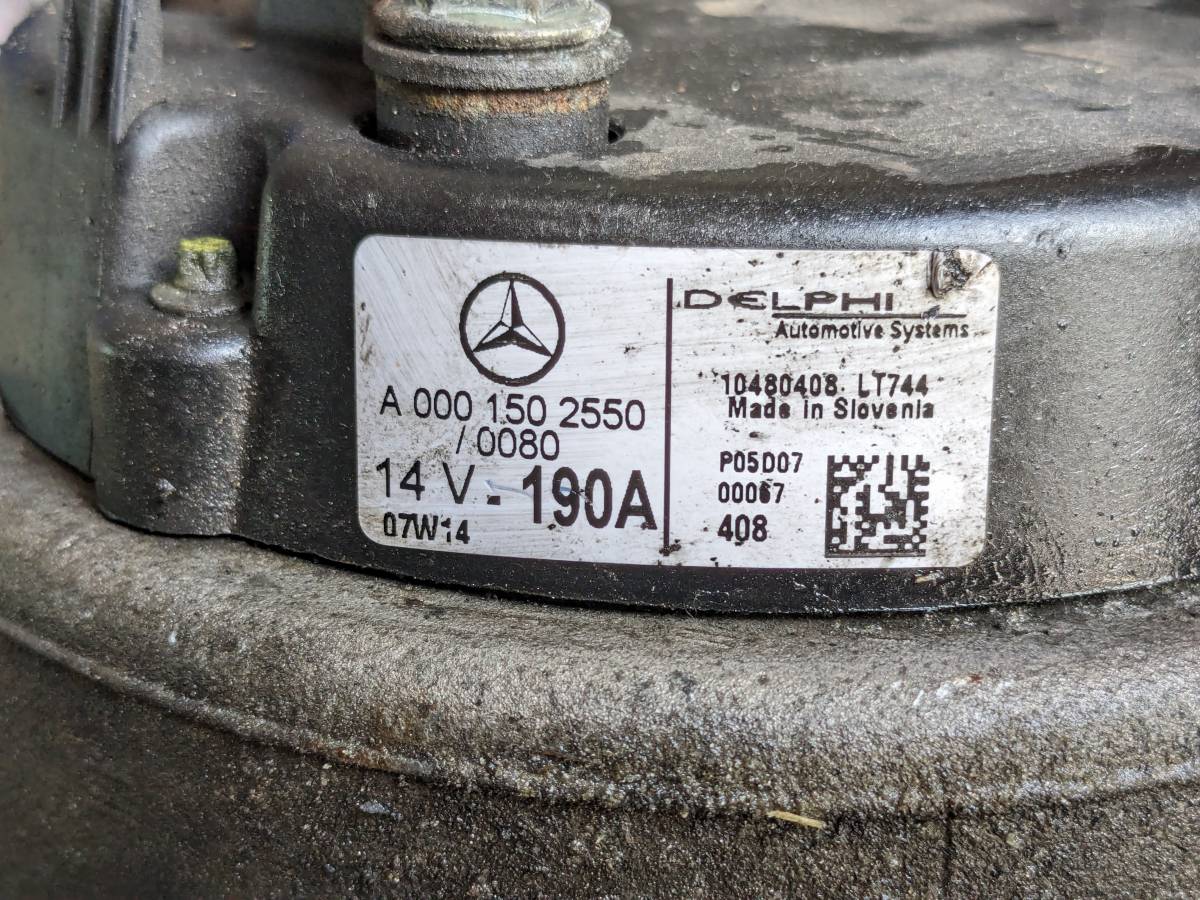 A 000 150 2550
/ 0080
14 V - 190A
07W14
DELPHI
Automotive Systems
10480408 LT744
Made in Slovenia
P05D07
00067
408